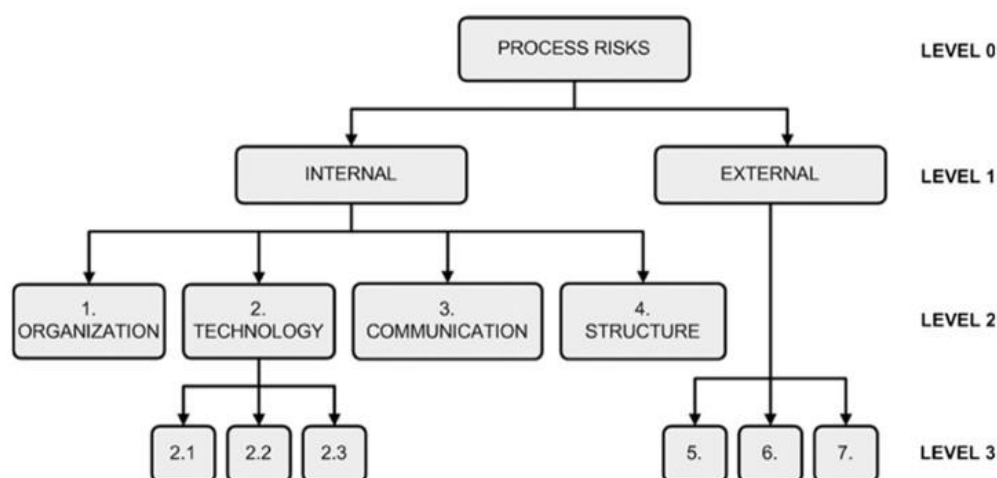 PROCESS RISKS
LEVEL 0
INTERNAL
EXTERNAL
LEVEL 1
1.
ORGANIZATION
2.
TECHNOLOGY
3.
COMMUNICATION
4.
STRUCTURE
LEVEL 2
2.1
2.2
2.3
5.
6.
7.
LEVEL 3